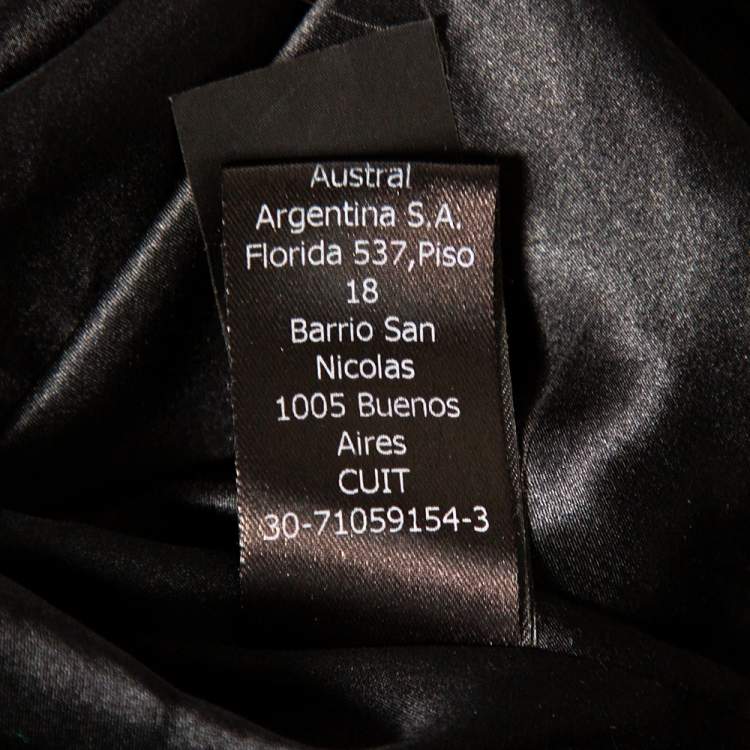 Austral
Argentina S.A.
Florida 537,Piso
18
Barrio San
Nicolas
1005 Buenos
Aires
CUIT
30-71059154-3